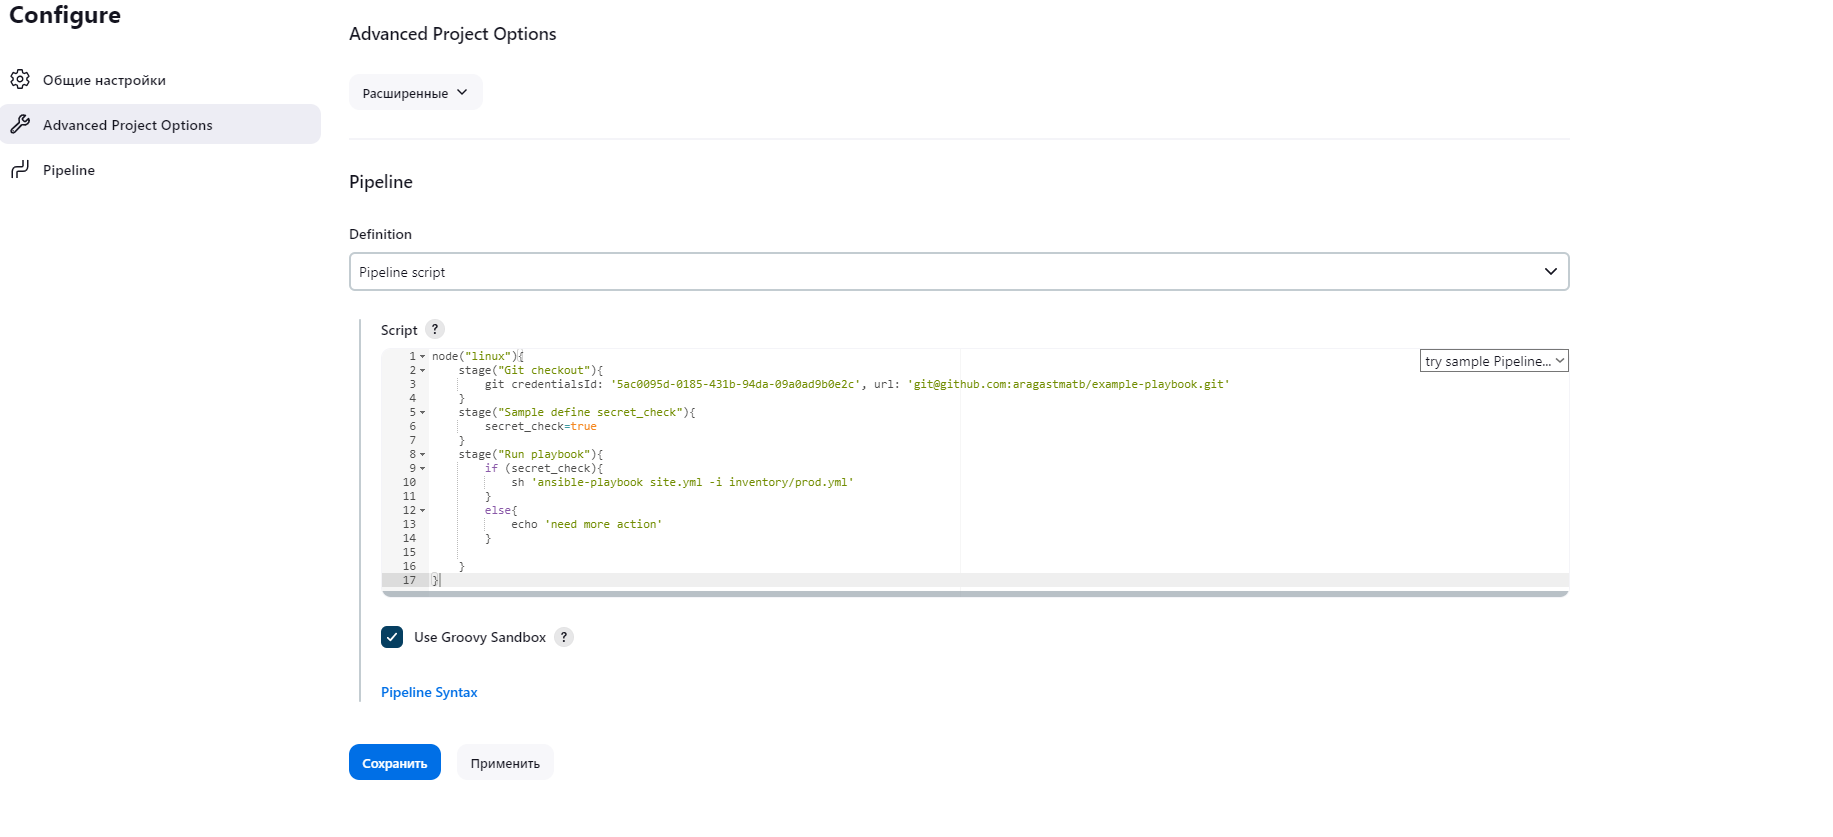 Configure
Общие настройки
Advanced Project Options
Pipeline
Advanced Project Options
Расширенные
Pipeline
Definition
Pipeline script
Script ?
try sample Pipeline...
1 node("linux"){
2     stage("Git checkout"){
3         git credentialsId: '5ac0095d-0185-431b-94da-09a0ad9b0e2c', url: 'git@github.com:aragastmatb/example-playbook.git'
4     }
5     stage("Sample define secret_check"){
6         secret_check=true
7     }
8     stage("Run playbook"){
9         if (secret_check){
10             sh 'ansible-playbook site.yml -i inventory/prod.yml'
11         }
12         else{
13             echo 'need more action'
14         }
15
16     }
17 }
Use Groovy Sandbox ?
Pipeline Syntax
Сохранить
Применить